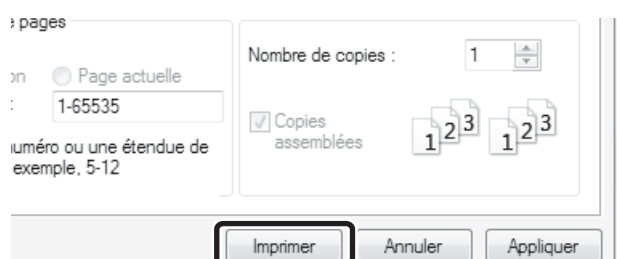 e pages
on
Page actuelle
:
1-65535
numéro ou une étendue de
exemple, 5-12
Nombre de copies :
1
Copies
assemblées
1 2 3
1 2 3
Imprimer
Annuler
Appliquer